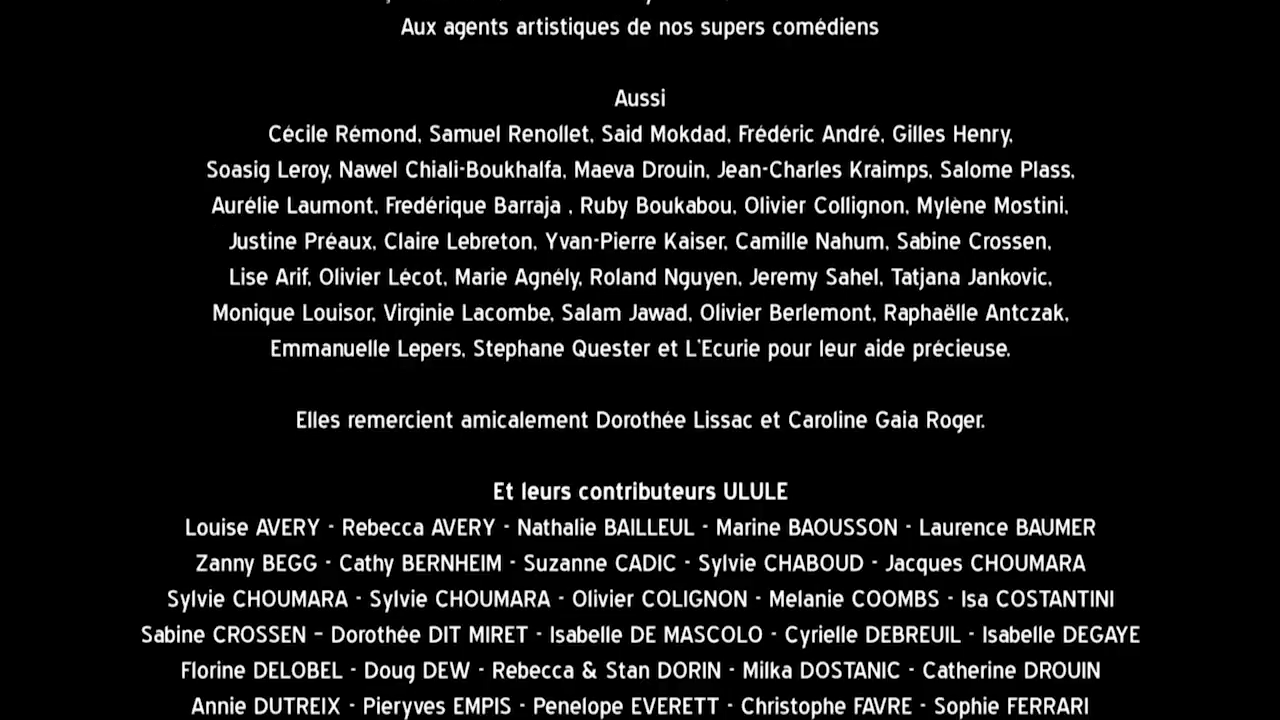 Aux agents artistiques de nos supers comédiens
Aussi
Cécile Rémond, Samuel Renollet, Said Mokdad, Frédéric André, Gilles Henry,
Soasig Leroy, Nawel Chiali-Boukhalfa, Maeva Drouin, Jean-Charles Kraimps, Salome Plass,
Aurélie Laumont, Fredérique Barraja , Ruby Boukabou, Olivier Collignon, Mylène Mostini,
Justine Préaux, Claire Lebreton, Yvan-Pierre Kaiser, Camille Nahum, Sabine Crossen,
Lise Arif, Olivier Lécot, Marie Agnély, Roland Nguyen, Jeremy Sahel, Tatjana Jankovic,
Monique Louisor, Virginie Lacombe, Salam Jawad, Olivier Berlemont, Raphaëlle Antczak,
Emmanuelle Lepers, Stephane Quester et L'Ecurie pour leur aide précieuse.
Elles remercient amicalement Dorothée Lissac et Caroline Gaia Roger.
Et leurs contributeurs ULULE
Louise AVERY - Rebecca AVERY - Nathalie BAILLEUL - Marine BAOUSSON - Laurence BAUMER
Zanny BEGG - Cathy BERNHEIM - Suzanne CADIC - Sylvie CHABOUD - Jacques CHOUMARA
Sylvie CHOUMARA - Sylvie CHOUMARA - Olivier COLIGNON - Melanie COOMBS - Isa COSTANTINI
Sabine CROSSEN – Dorothée DIT MIRET - Isabelle DE MASCOLO - Cyrielle DEBREUIL - Isabelle DEGAYE
Florine DELOBEL - Doug DEW - Rebecca & Stan DORIN - Milka DOSTANIC - Catherine DROUIN
Annie DUTREIX - Pieryves EMPIS - Penelope EVERETT - Christophe FAVRE - Sophie FERRARI